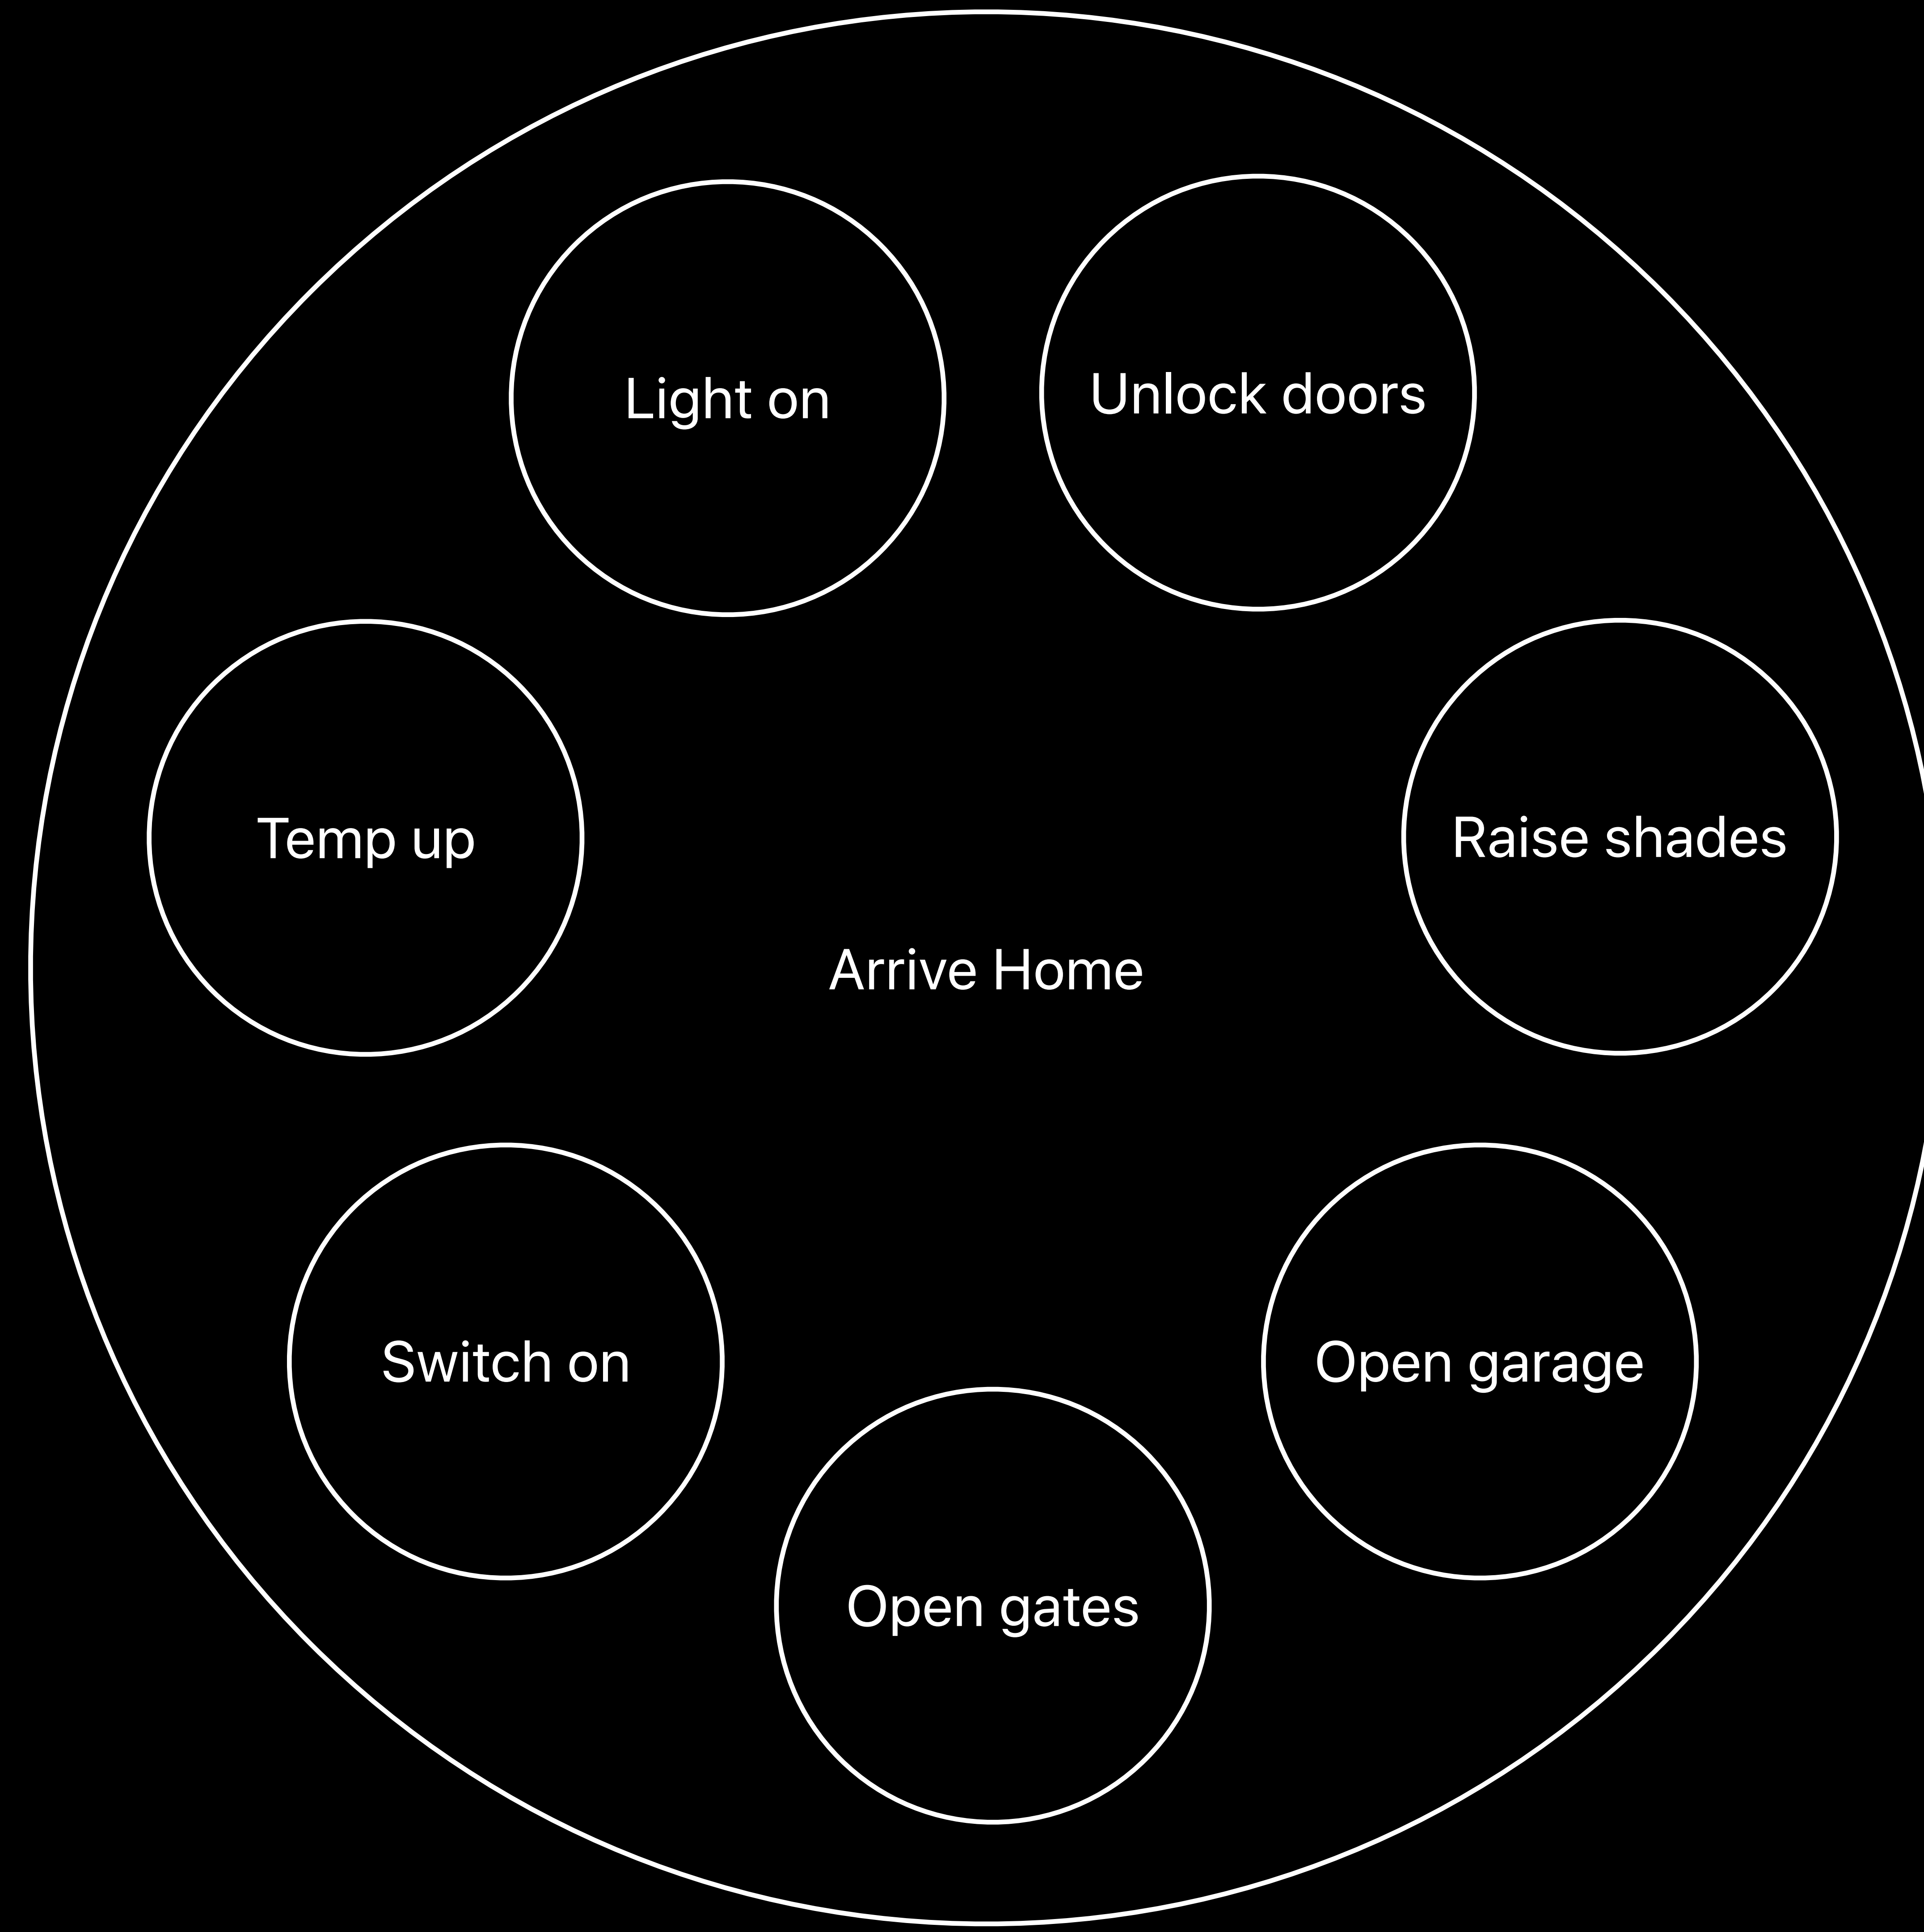 Light on
Unlock doors
Temp up
Raise shades
Arrive Home
Switch on
Open garage
Open gates